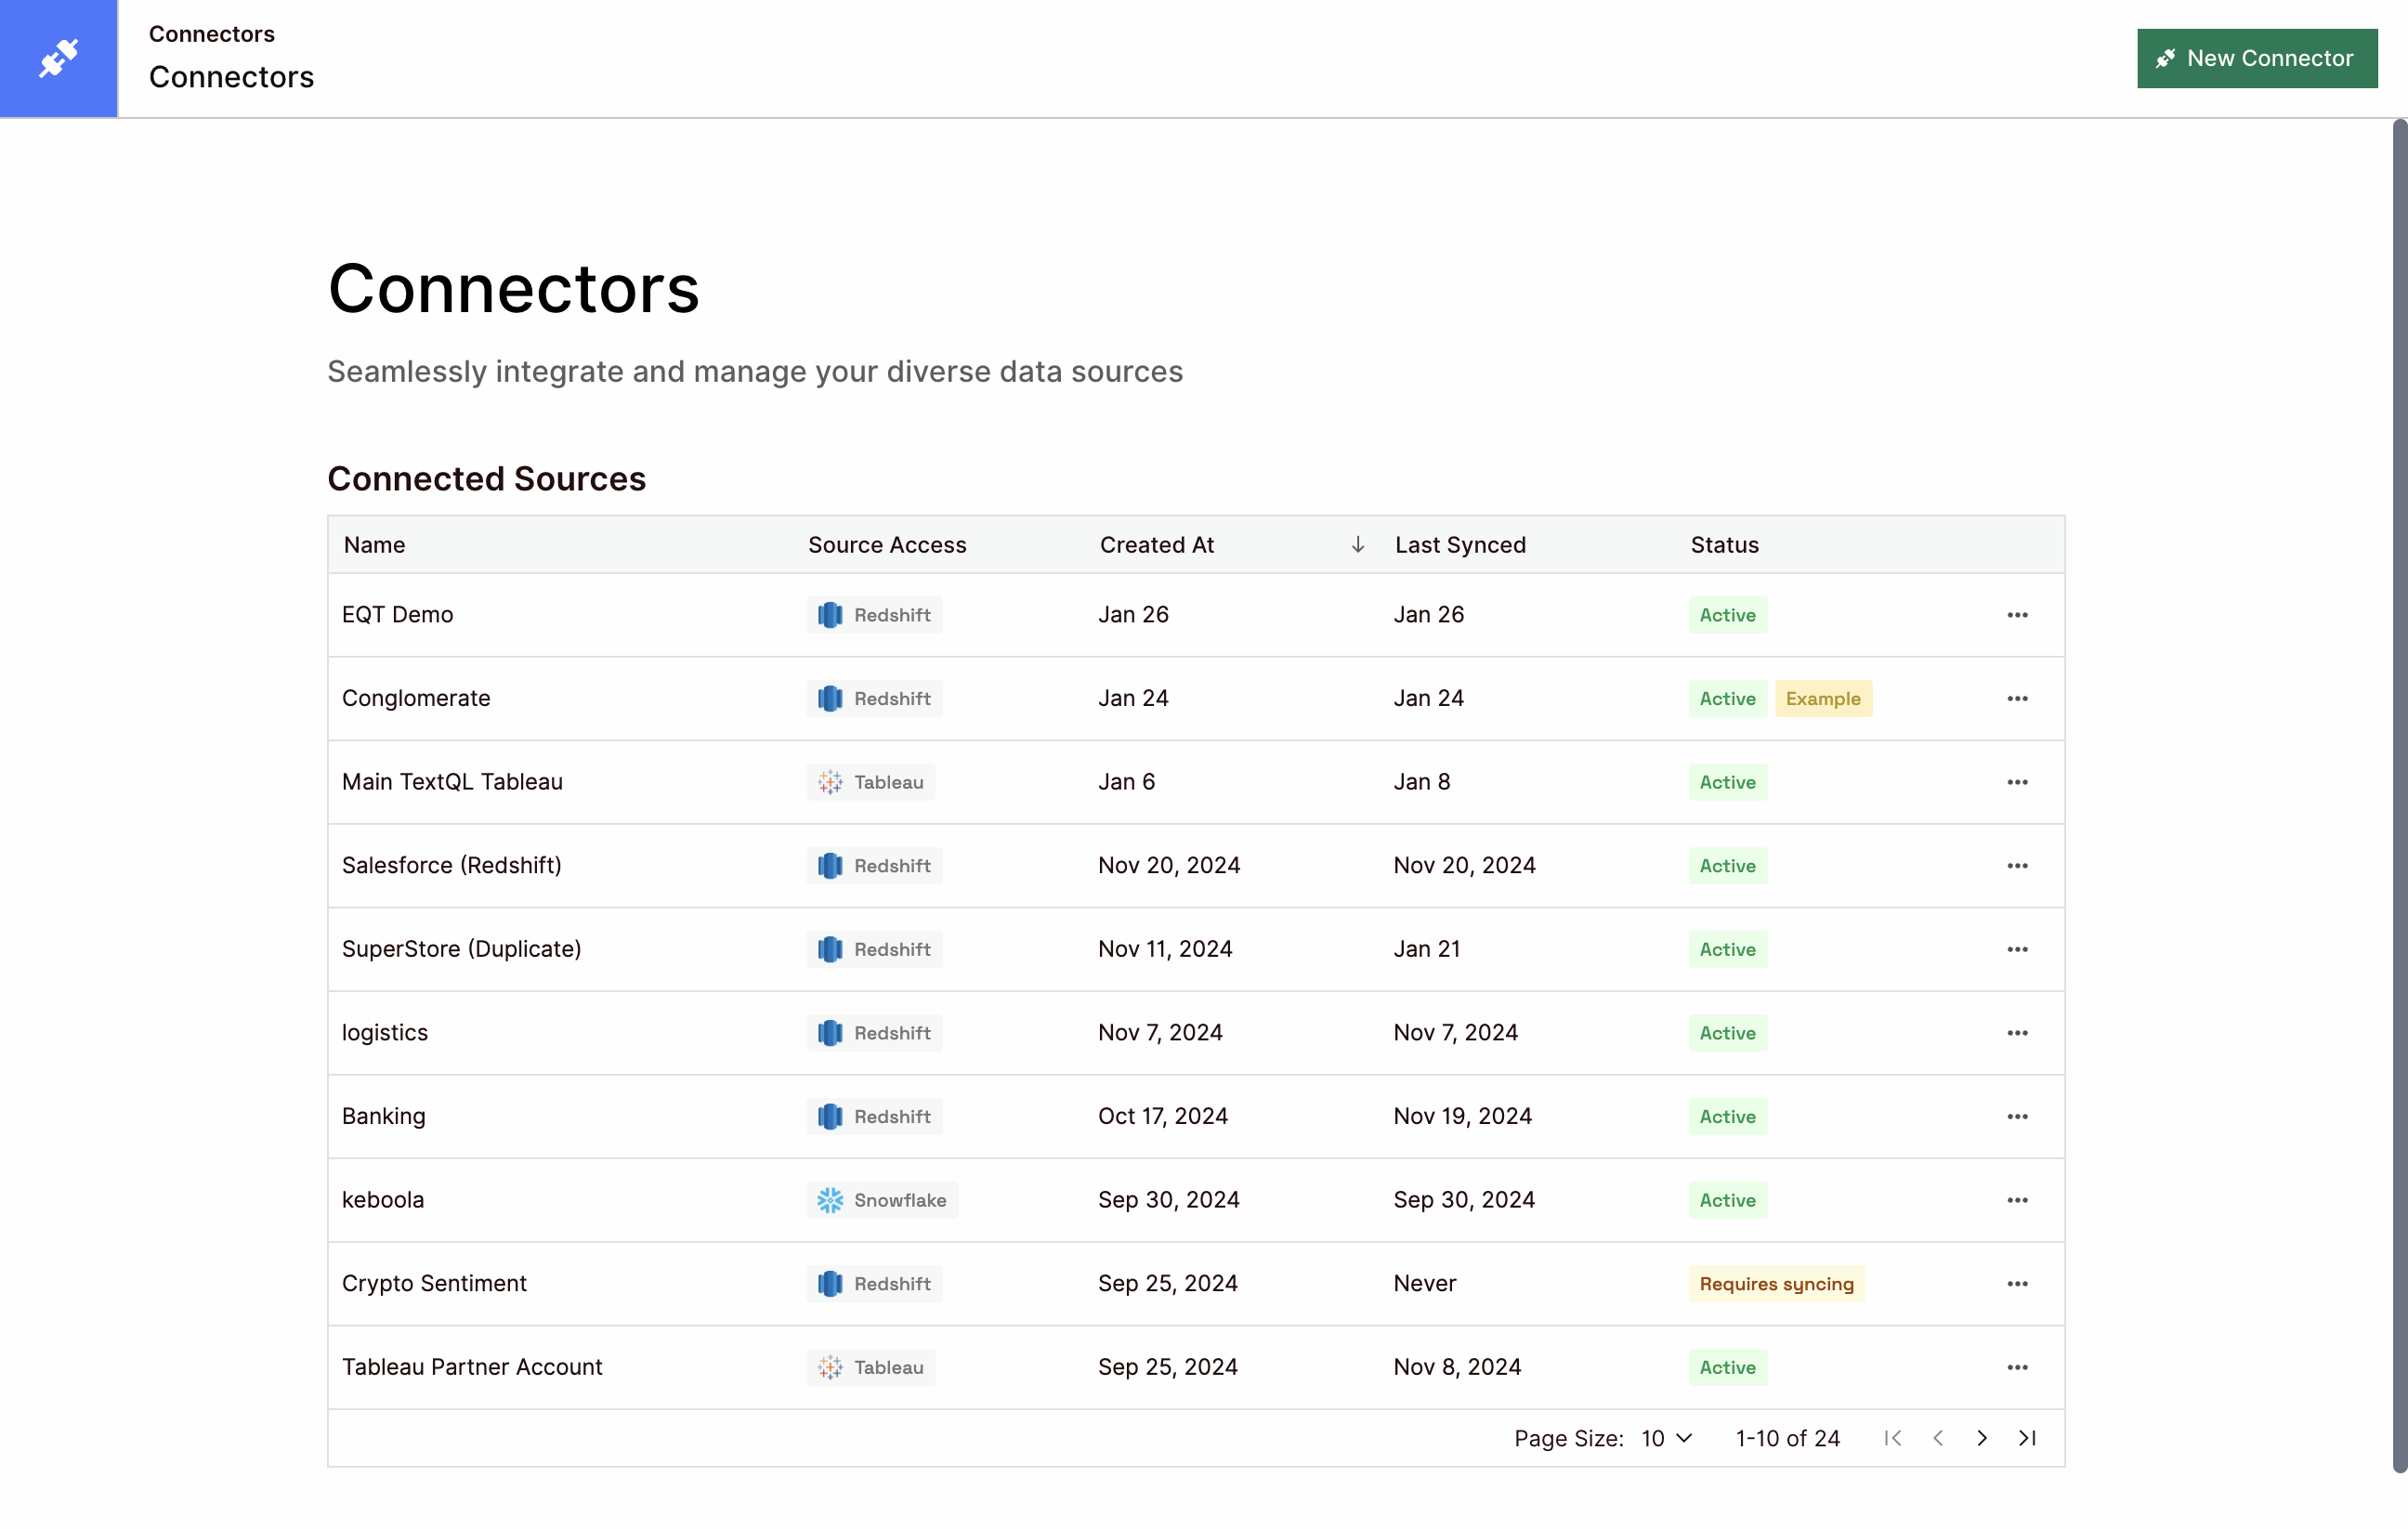 Connectors
Connectors
New Connector
Connectors
Seamlessly integrate and manage your diverse data sources
Connected Sources
Name Source Access Created At Last Synced Status
EQT Demo Redshift Jan 26 Jan 26 Active
Conglomerate Redshift Jan 24 Jan 24 Active Example
Main TextQL Tableau Tableau Jan 6 Jan 8 Active
Salesforce (Redshift) Redshift Nov 20, 2024 Nov 20, 2024 Active
SuperStore (Duplicate) Redshift Nov 11, 2024 Jan 21 Active
logistics Redshift Nov 7, 2024 Nov 7, 2024 Active
Banking Redshift Oct 17, 2024 Nov 19, 2024 Active
keboola Snowflake Sep 30, 2024 Sep 30, 2024 Active
Crypto Sentiment Redshift Sep 25, 2024 Never Requires syncing
Tableau Partner Account Tableau Sep 25, 2024 Nov 8, 2024 Active
Page Size: 10 1-10 of 24